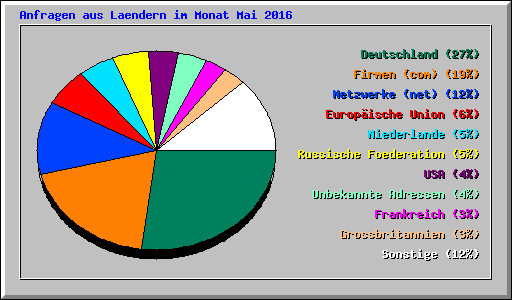 Anfragen aus Laendern im Monat Mai 2016
Deutschland (27%)
Firmen (com) (19%)
Netzwerke (net) (12%)
Europäische Union (6%)
Niederlande (5%)
Russische Foederation (5%)
USA (4%)
Unbekannte Adressen (4%)
Frankreich (3%)
Grossbritannien (3%)
Sonstige (12%)